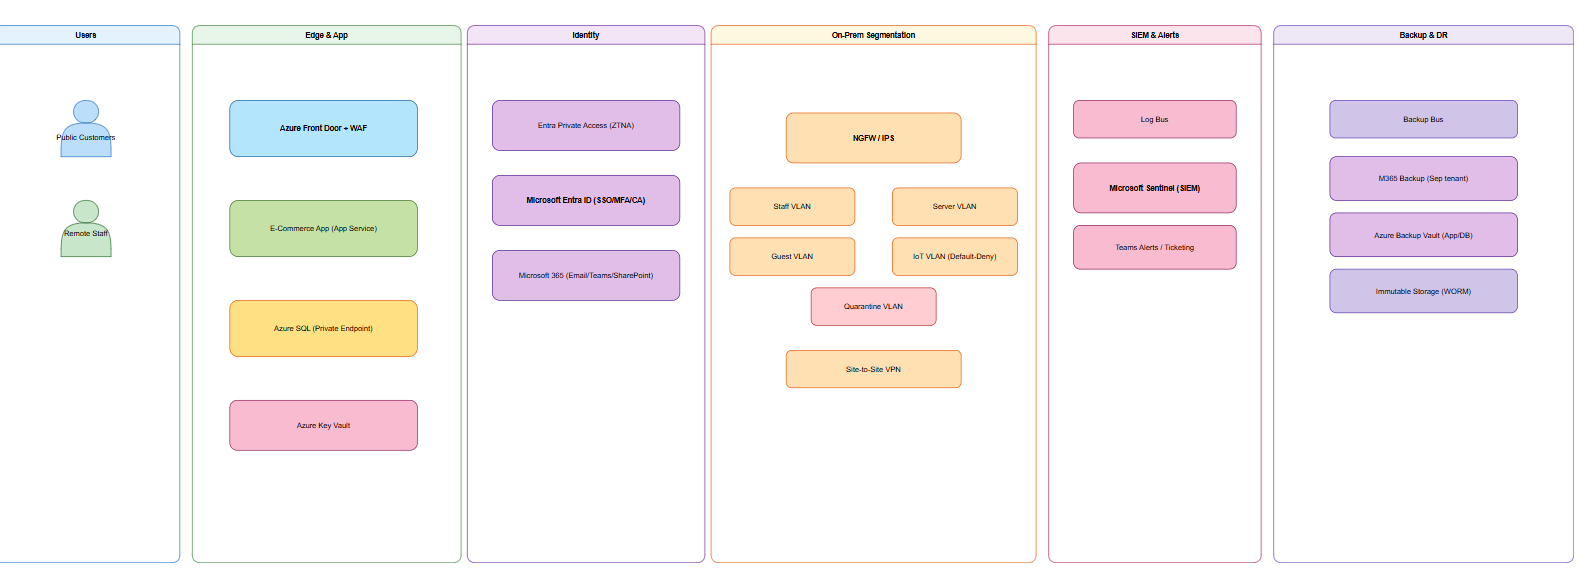 Users
Public Customers
Remote Staff
Edge & App
Azure Front Door + WAF
E-Commerce App (App Service)
Azure SQL (Private Endpoint)
Azure Key Vault
Identity
Entra Private Access (ZTNA)
Microsoft Entra ID (SSO/MFA/CA)
Microsoft 365 (Email/Teams/SharePoint)
On-Prem Segmentation
NGFW / IPS
Staff VLAN
Server VLAN
Guest VLAN
IoT VLAN (Default-Deny)
Quarantine VLAN
Site-to-Site VPN
SIEM & Alerts
Log Bus
Microsoft Sentinel (SIEM)
Teams Alerts / Ticketing
Backup & DR
Backup Bus
M365 Backup (Sep tenant)
Azure Backup Vault (App/DB)
Immutable Storage (WORM)